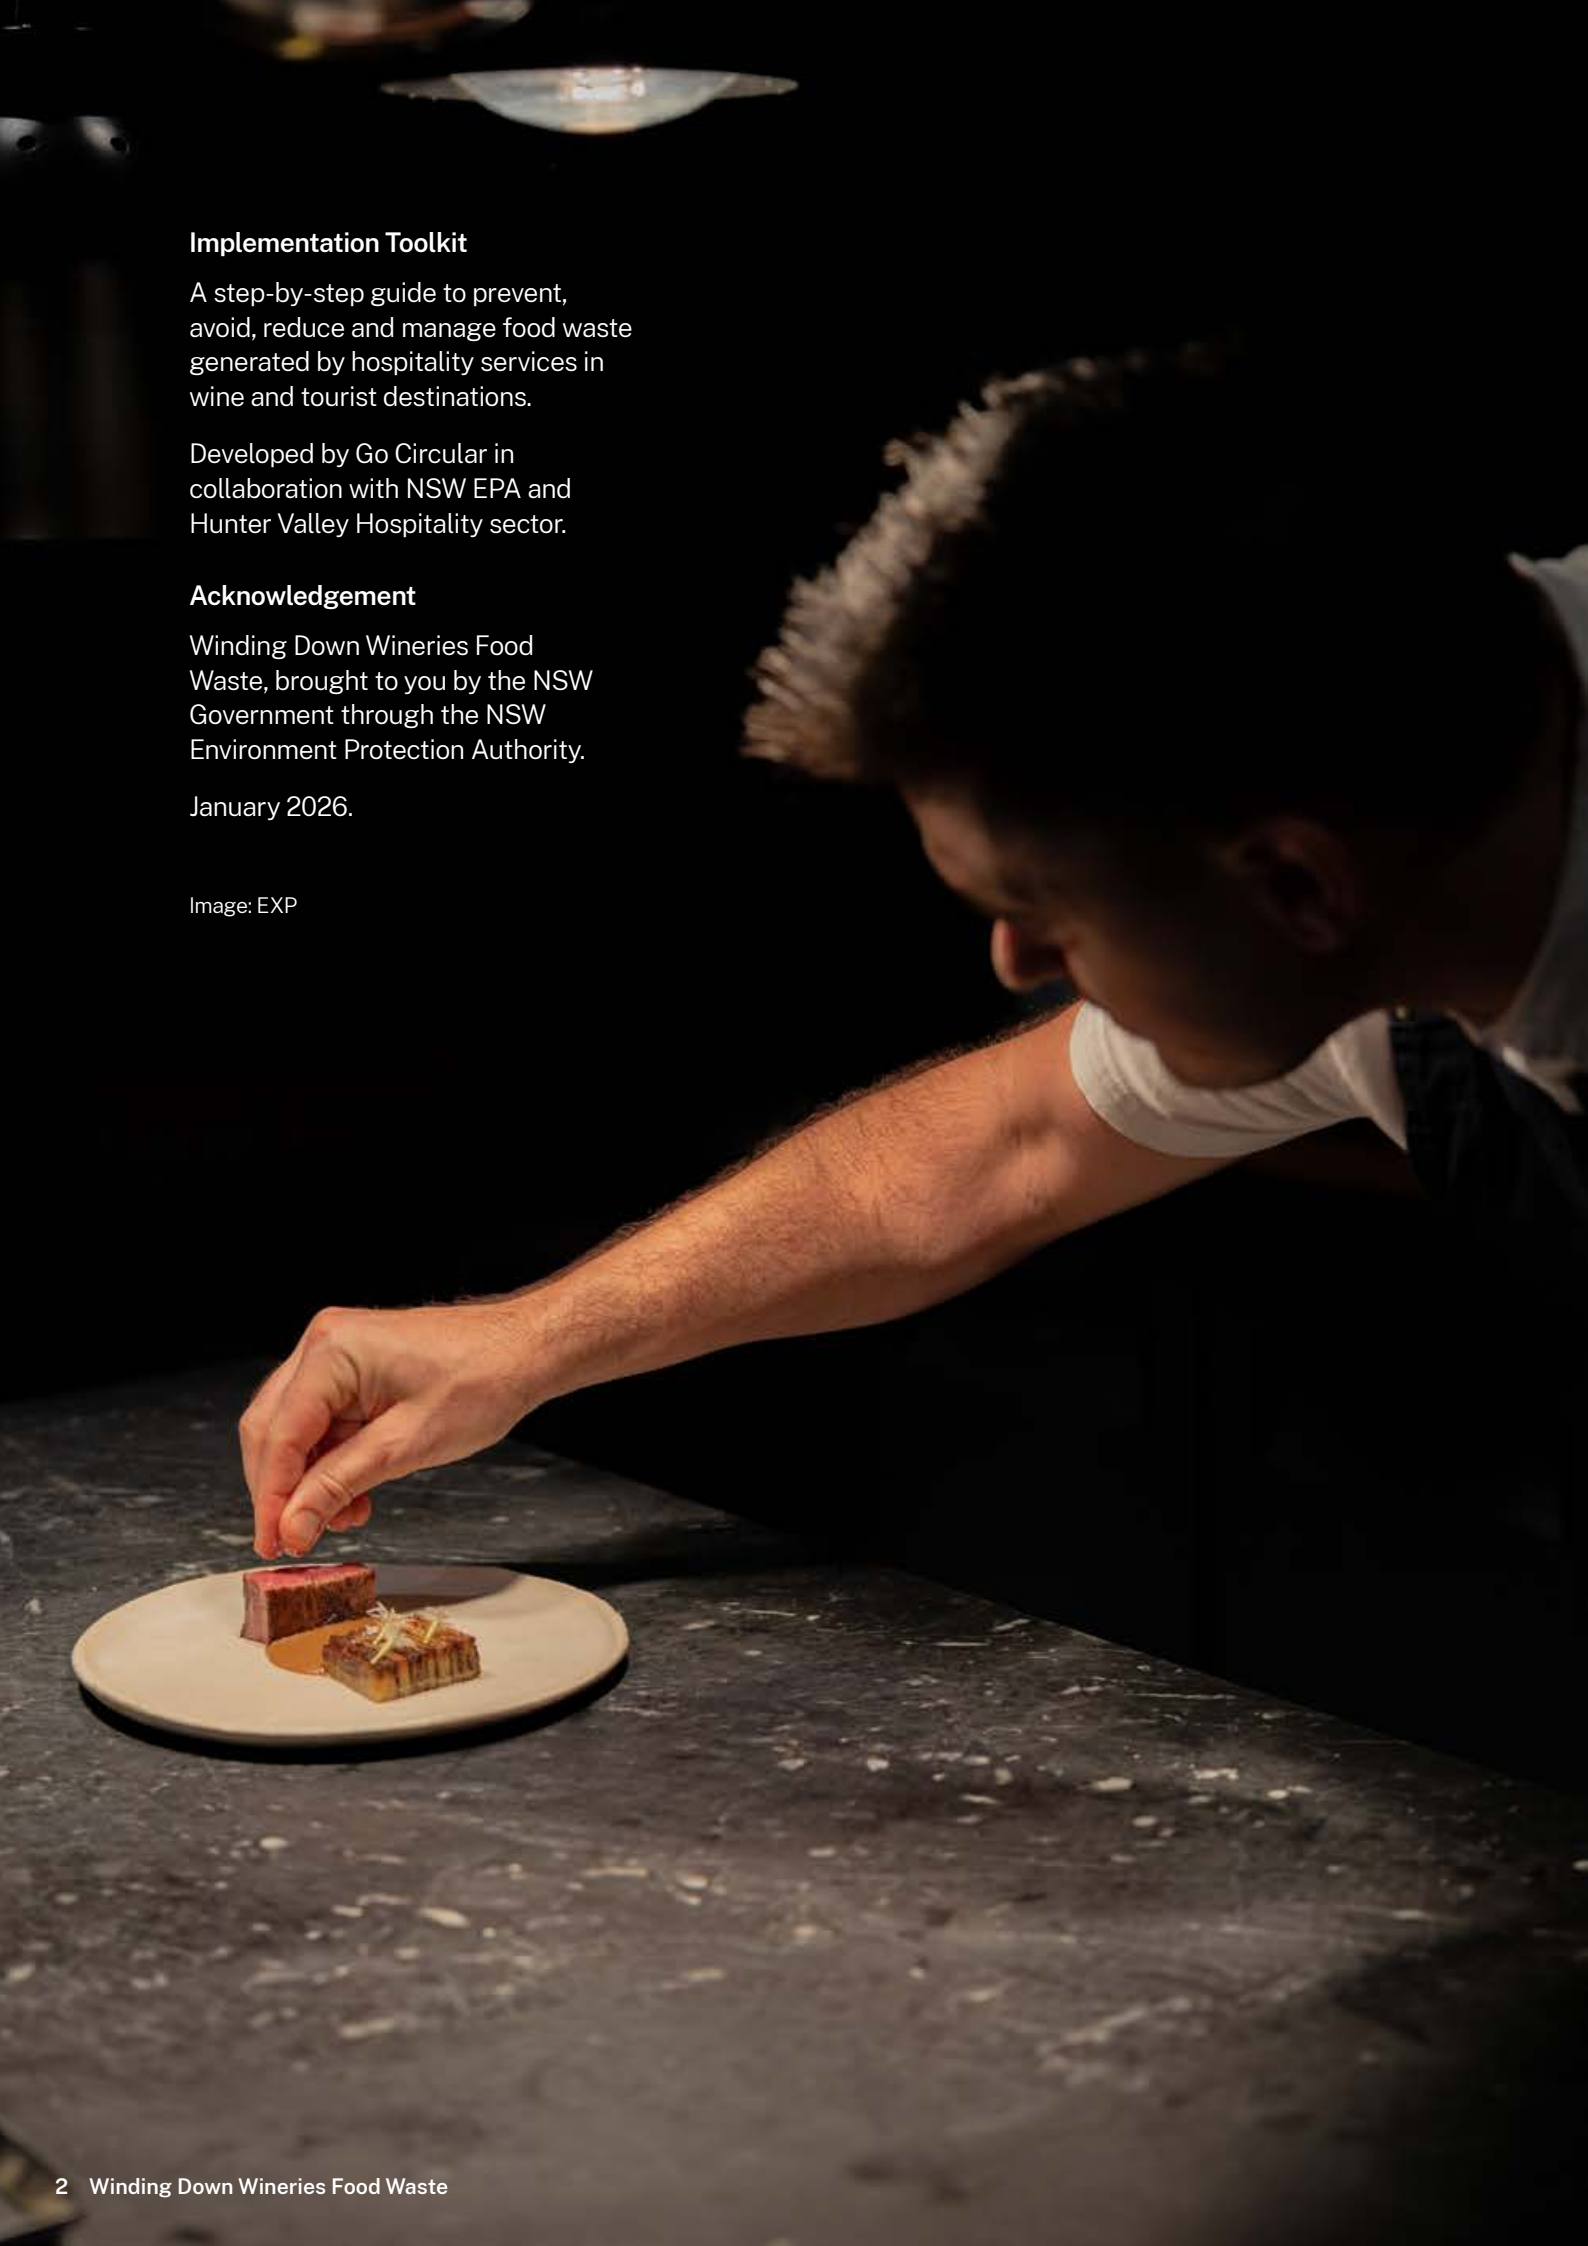 Implementation Toolkit
A step-by-step guide to prevent,
avoid, reduce and manage food waste
generated by hospitality services in
wine and tourist destinations.
Developed by Go Circular in
collaboration with NSW EPA and
Hunter Valley Hospitality sector.
Acknowledgement
Winding Down Wineries Food
Waste, brought to you by the NSW
Government through the NSW
Environment Protection Authority.
January 2026.
Image: EXP
2 Winding Down Wineries Food Waste